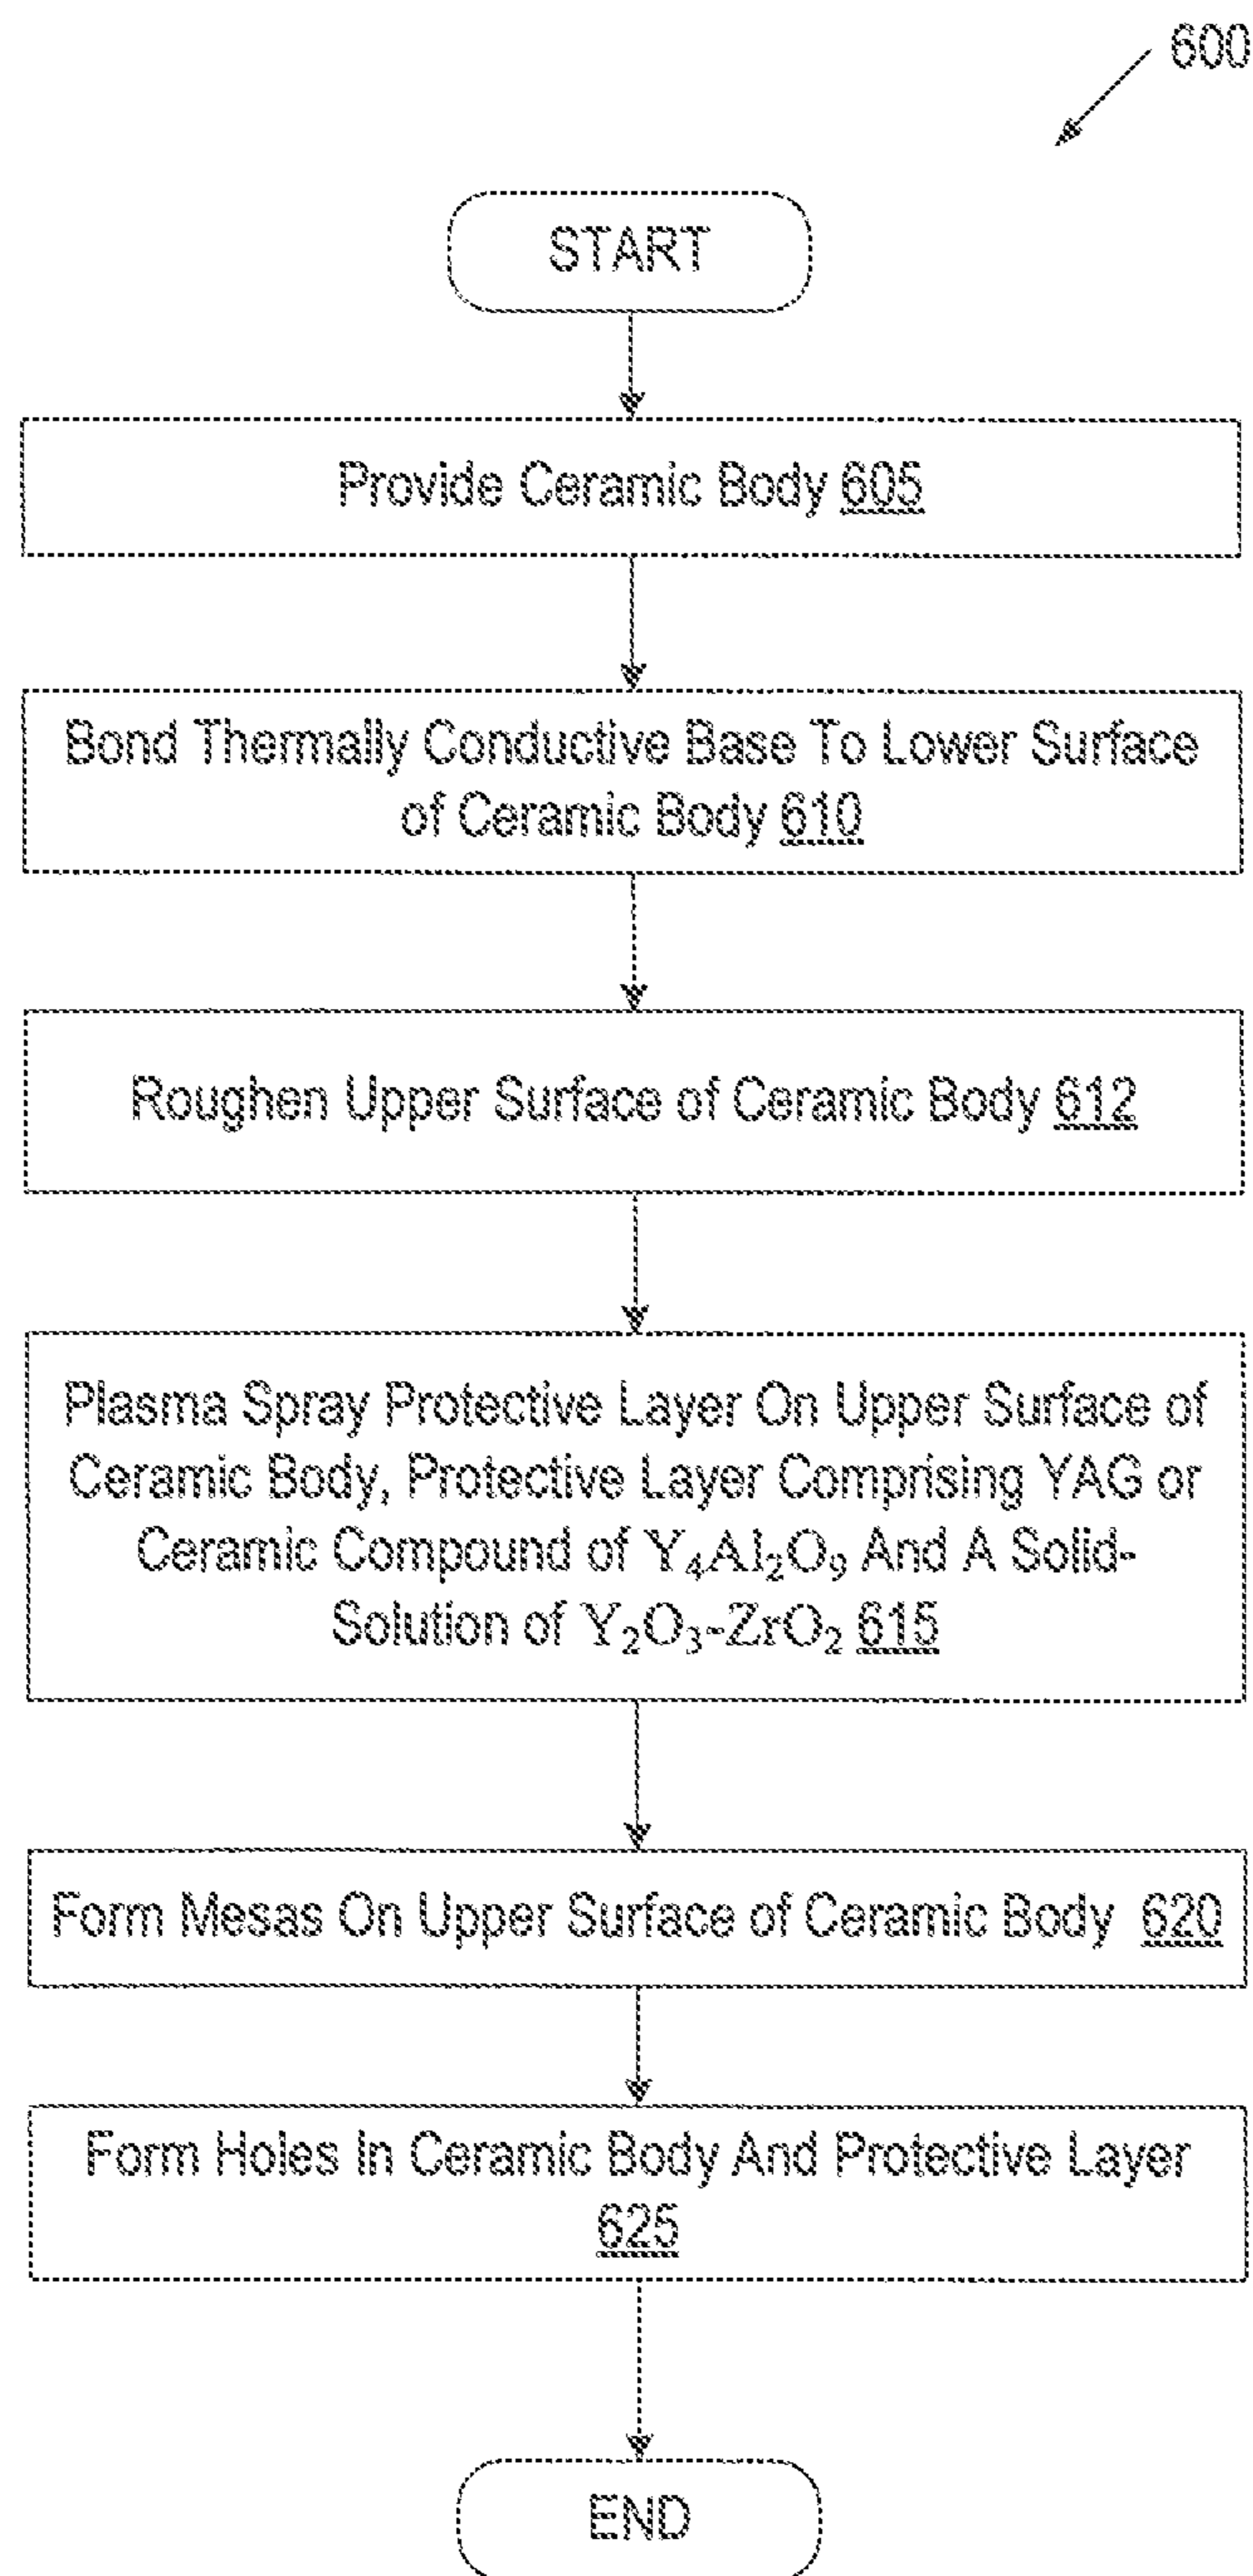 600
START
Provide Ceramic Body 605
Bond Thermally Conductive Base To Lower Surface
of Ceramic Body 610
Roughen Upper Surface of Ceramic Body 612
Plasma Spray Protective Layer On Upper Surface of
Ceramic Body, Protective Layer Comprising YAG or
Ceramic Compound of Y₄Al₂O₉ And A Solid-
Solution of Y₂O₃-ZrO₂ 615
Form Mesas On Upper Surface of Ceramic Body 620
Form Holes In Ceramic Body And Protective Layer
625
END